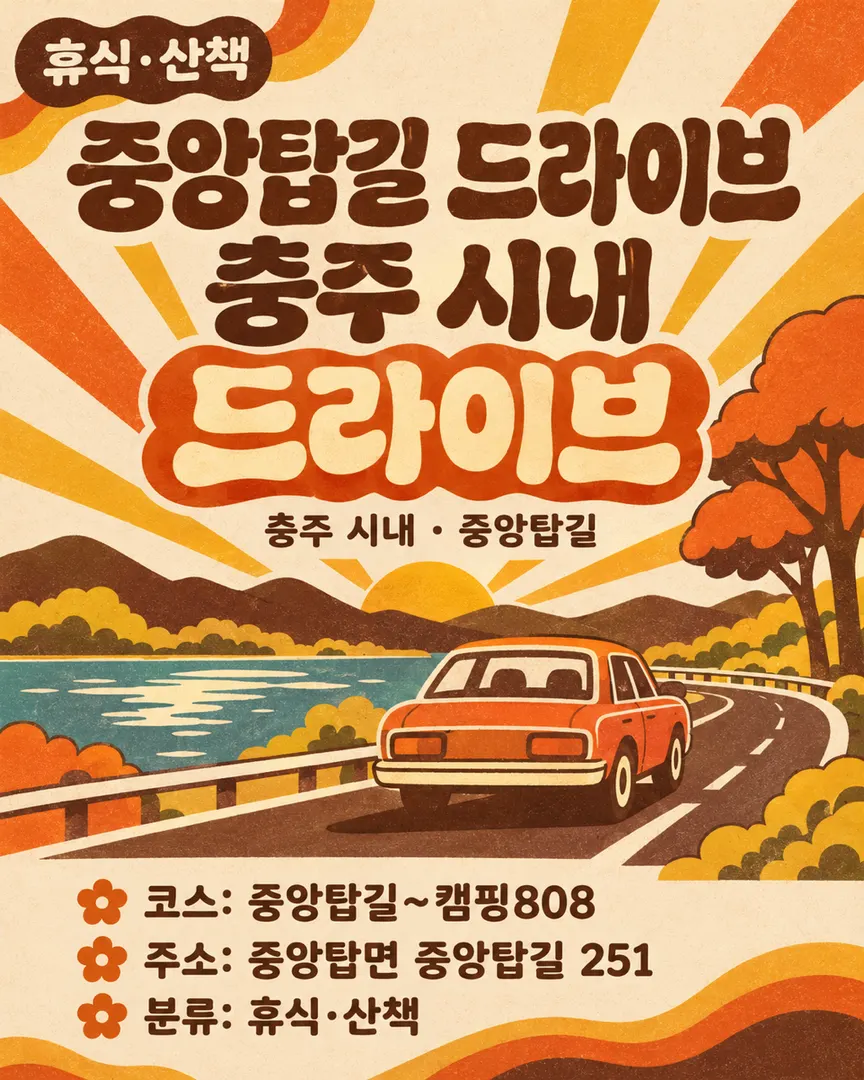 휴식·산책
중앙탑길 드라이브
충주 시내
드라이브
충주 시내 · 중앙탑길
코스: 중앙탑길~캠핑808
주소: 중앙탑면 중앙탑길 251
분류: 휴식·산책